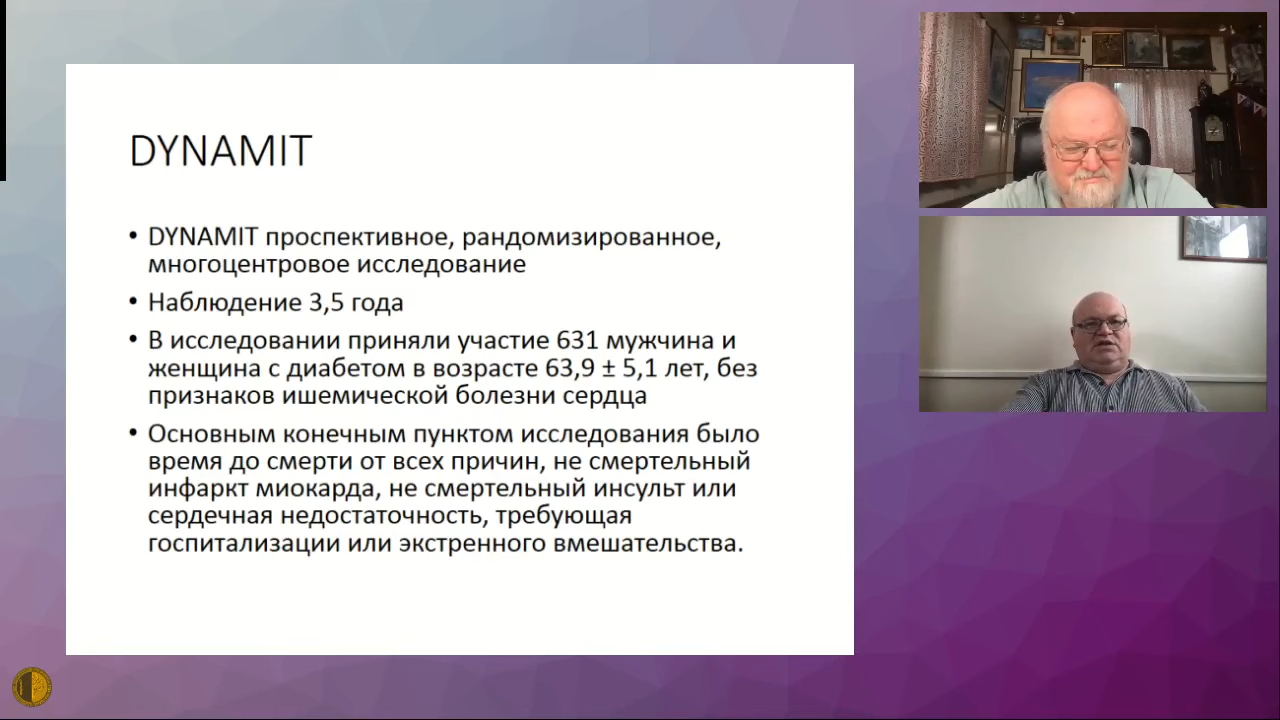 DYNAMIT
• DYNAMIT проспективное, рандомизированное,
многоцентровое исследование
• Наблюдение 3,5 года
• В исследовании приняли участие 631 мужчина и
женщина с диабетом в возрасте 63,9 ± 5,1 лет, без
признаков ишемической болезни сердца
• Основным конечным пунктом исследования было
время до смерти от всех причин, не смертельный
инфаркт миокарда, не смертельный инсульт или
сердечная недостаточность, требующая
госпитализации или экстренного вмешательства.